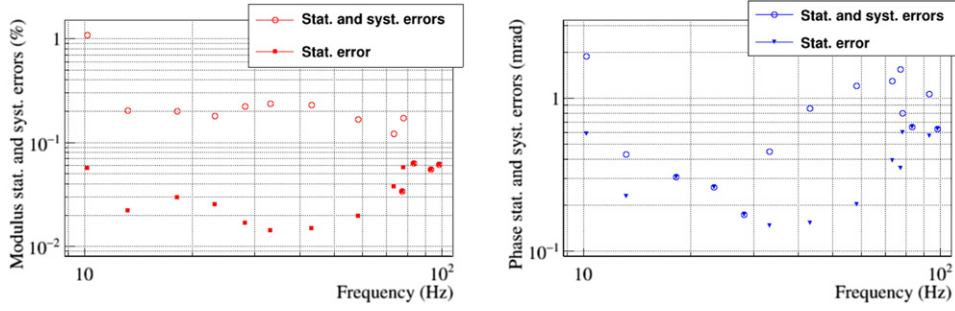 Stat. and syst. errors
Stat. error
Modulus stat. and syst. errors (%)
1
10⁻¹
10⁻²
10
10²
Frequency (Hz)
Stat. and syst. errors
Stat. error
Phase stat. and syst. errors (mrad)
1
10⁻¹
10
10²
Frequency (Hz)